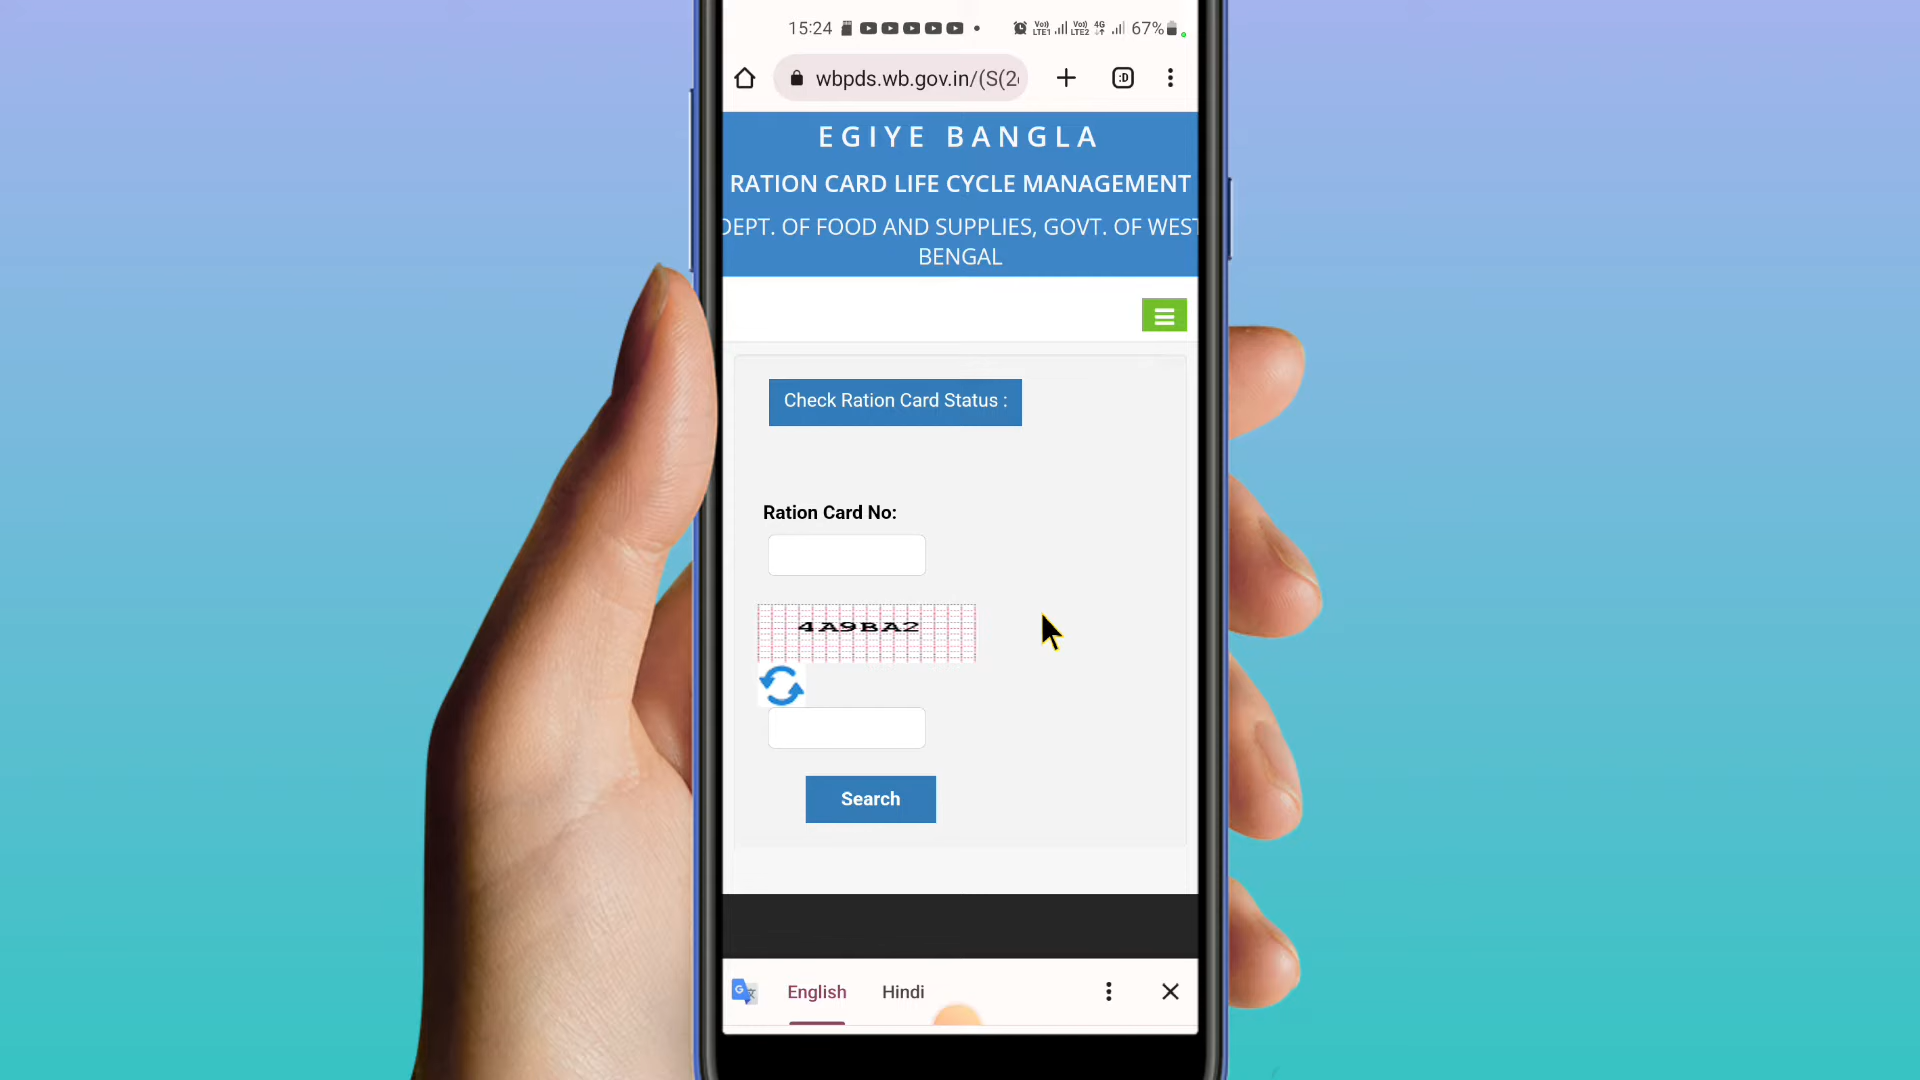 15:24 67%
wbpds.wb.gov.in/(S(2
EGIYE BANGLA
RATION CARD LIFE CYCLE MANAGEMENT
DEPT. OF FOOD AND SUPPLIES, GOVT. OF WEST
BENGAL
Check Ration Card Status :
Ration Card No:
4A9BA2
Search
English Hindi